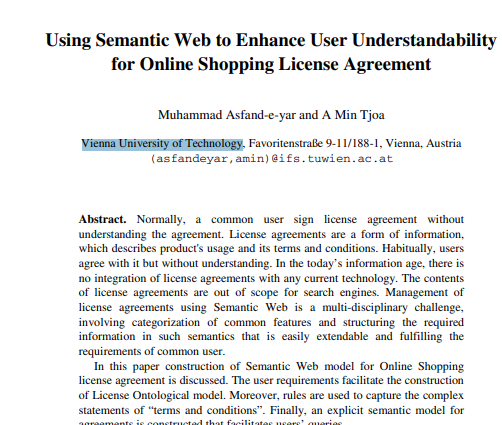 Using Semantic Web to Enhance User Understandability
for Online Shopping License Agreement
Muhammad Asfand-e-yar and A Min Tjoa
Vienna University of Technology, Favoritenstraße 9-11/188-1, Vienna, Austria
(asfandeyar,amin)@ifs.tuwien.ac.at
Abstract. Normally, a common user sign license agreement without
understanding the agreement. License agreements are a form of information,
which describes product's usage and its terms and conditions. Habitually, users
agree with it but without understanding. In the today's information age, there is
no integration of license agreements with any current technology. The contents
of license agreements are out of scope for search engines. Management of
license agreements using Semantic Web is a multi-disciplinary challenge,
involving categorization of common features and structuring the required
information in such semantics that is easily extendable and fulfilling the
requirements of common user.
In this paper construction of Semantic Web model for Online Shopping
license agreement is discussed. The user requirements facilitate the construction
of License Ontological model. Moreover, rules are used to capture the complex
statements of “terms and conditions”. Finally, an explicit semantic model for
agreements is constructed that facilitates users' queries.